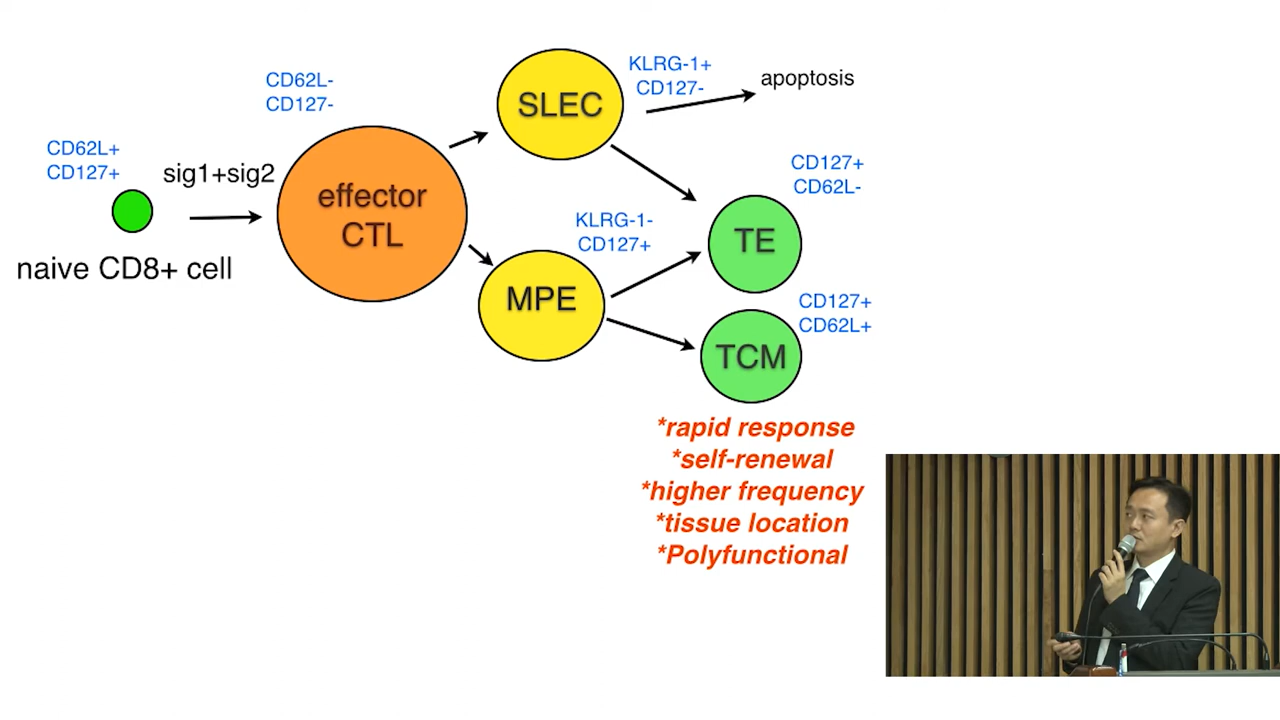 CD62L+
CD127+
naive CD8+ cell
sig1+sig2
CD62L-
CD127-
effector
CTL
SLEC
KLRG-1+
CD127-
apoptosis
MPE
KLRG-1-
CD127+
CD127+
CD62L-
TE
CD127+
CD62L+
TCM
*rapid response
*self-renewal
*higher frequency
*tissue location
*Polyfunctional